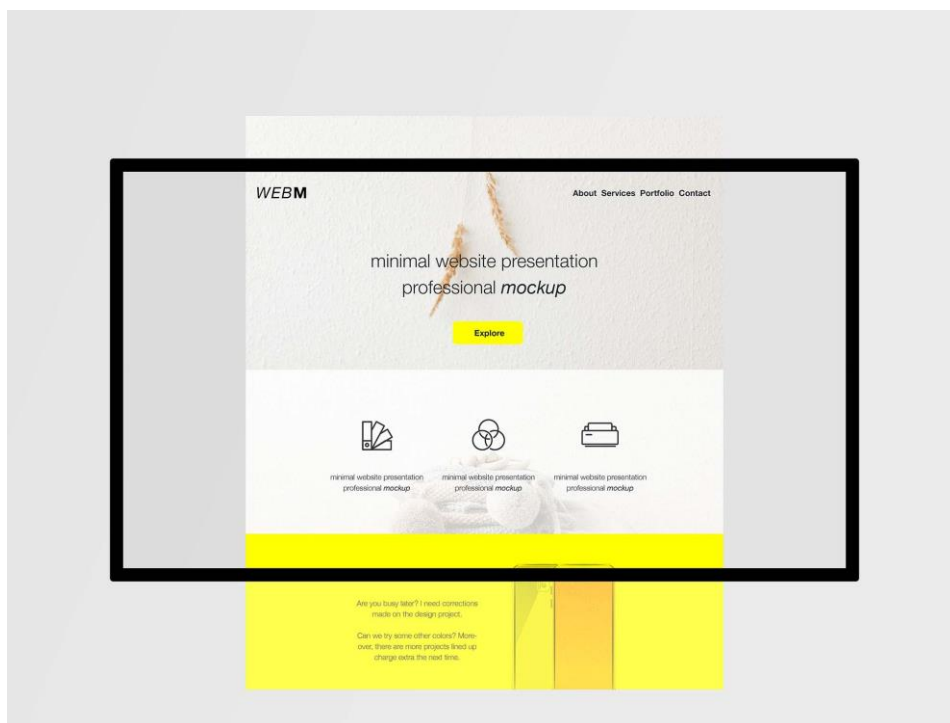 WEBM
About Services Portfolio Contact
minimal website presentation
professional mockup
Explore
minimal website presentation
professional mockup
minimal website presentation
professional mockup
minimal website presentation
professional mockup
Are you busy later? I need corrections
made on the design project.
Can we try some other colors? More-
over, there are more projects lined up
charge extra the next time.